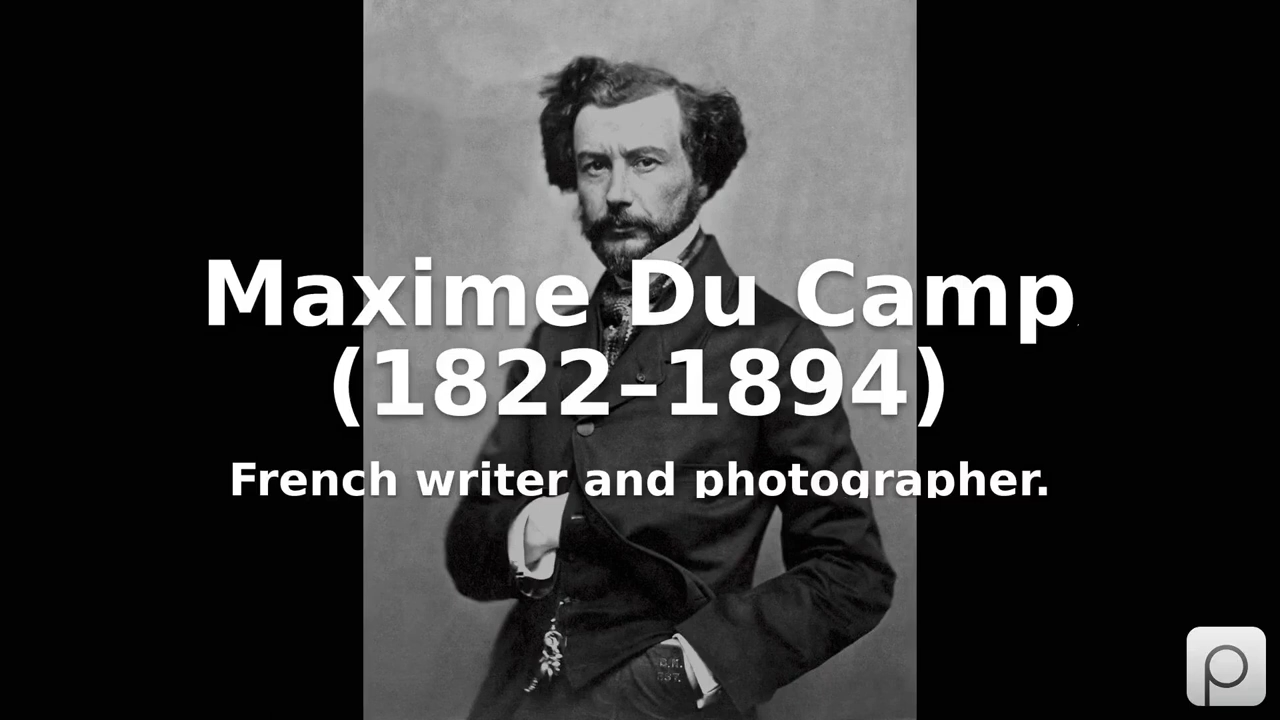 Maxime Du Camp
(1822–1894)
French writer and photographer.